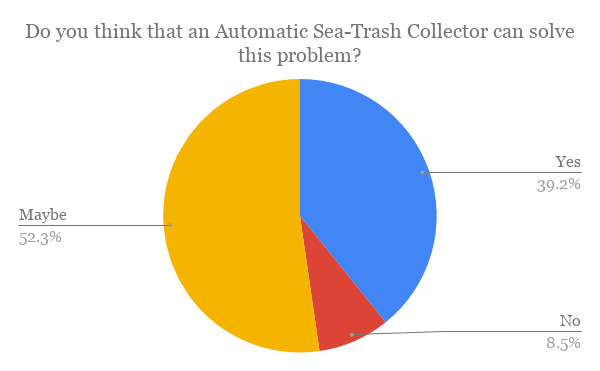 Do you think that an Automatic Sea-Trash Collector can solve
this problem?
Yes
39.2%
Maybe
52.3%
No
8.5%